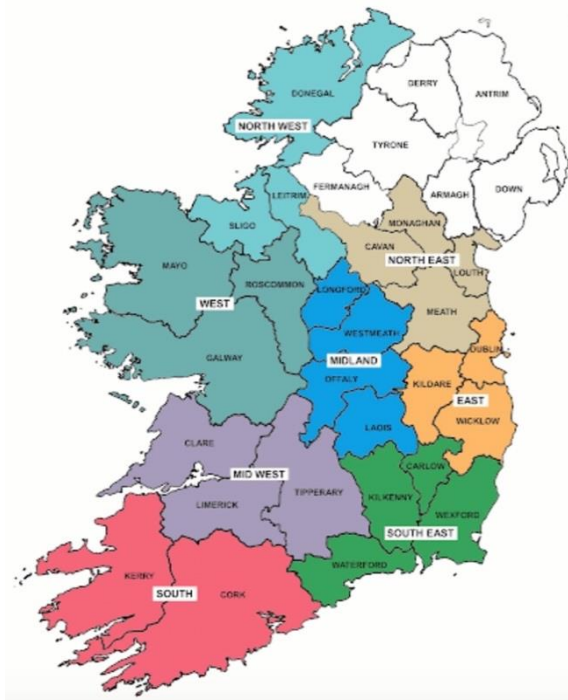 DERRY
DONEGAL
ANTRIM
NORTH WEST
TYRONE
FERMANAGH
ARMAGH
DOWN
LEITRIM
SLIGO
MONAGHAN
CAVAN
NORTH EAST
MAYO
LOUTH
ROSCOMMON
LONGFORD
WEST
MEATH
WESTMEATH
DUBLIN
GALWAY
MIDLAND
OFFALY
KILDARE
EAST
WICKLOW
LAOIS
CLARE
CARLOW
MID WEST
TIPPERARY
KILKENNY
LIMERICK
WEXFORD
SOUTH EAST
WATERFORD
KERRY
SOUTH
CORK